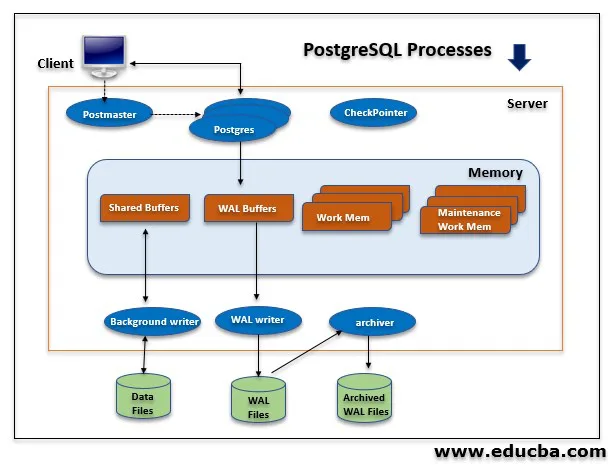 PostgreSQL Processes
Client
Server
Postmaster
Postgres
CheckPointer
Memory
Shared Buffers
WAL Buffers
Work Mem
Maintenance
Work Mem
Background writer
WAL writer
archiver
Data
Files
WAL
Files
Archived
WAL Files
www.educba.com